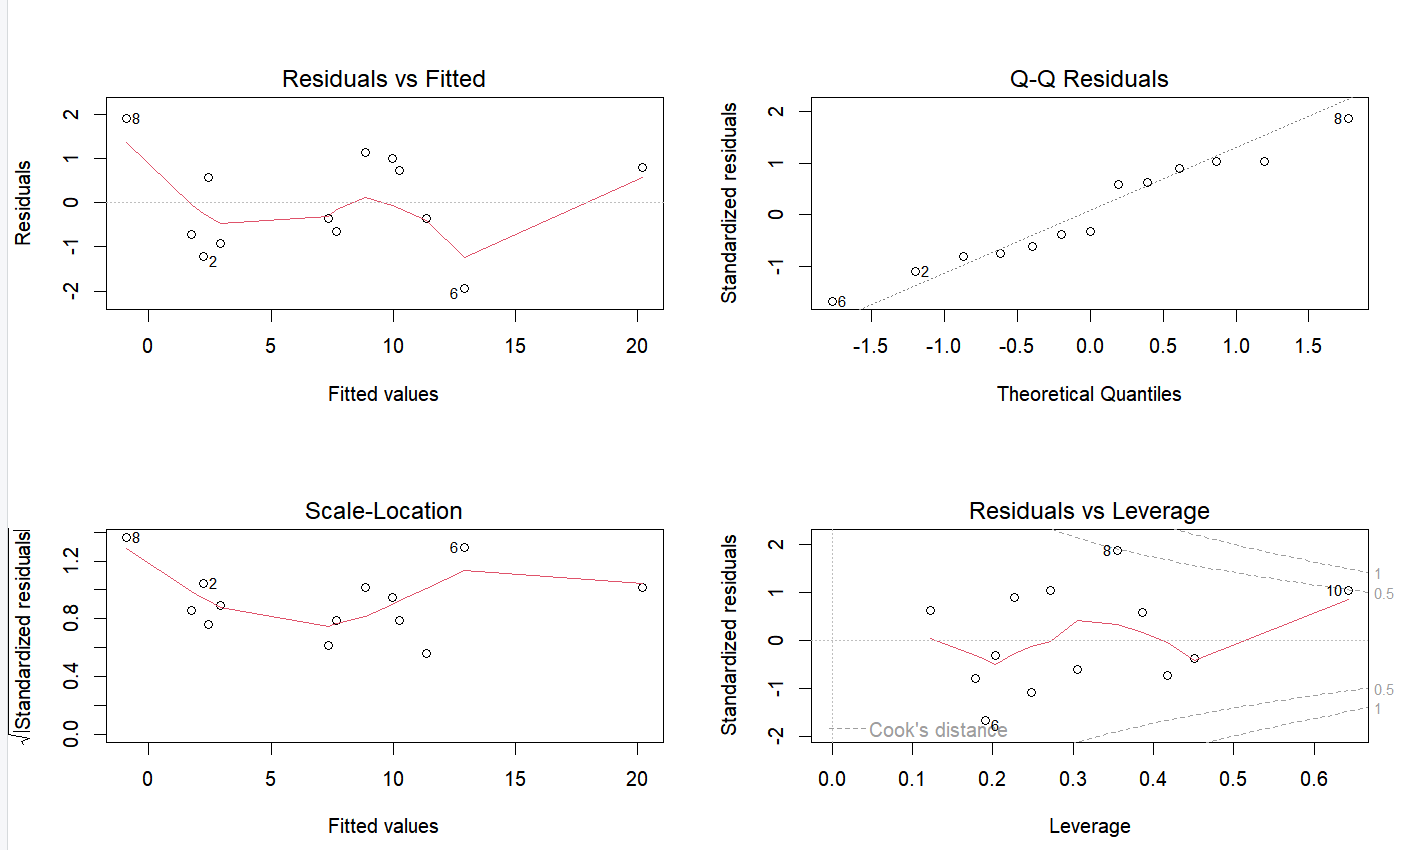 Residuals vs Fitted
Residuals
2
1
0
-1
-2
8
2
6
0 5 10 15 20
Fitted values
Q-Q Residuals
Standardized residuals
2
1
0
-1
8
2
6
-1.5 -1.0 -0.5 0.0 0.5 1.0 1.5
Theoretical Quantiles
Scale-Location
√|Standardized residuals|
1.2
0.8
0.4
0.0
8
6
2
0 5 10 15 20
Fitted values
Residuals vs Leverage
Standardized residuals
2
1
0
-1
-2
8
10
6
1
0.5
0.5
1
Cook's distance
0.0 0.1 0.2 0.3 0.4 0.5 0.6
Leverage